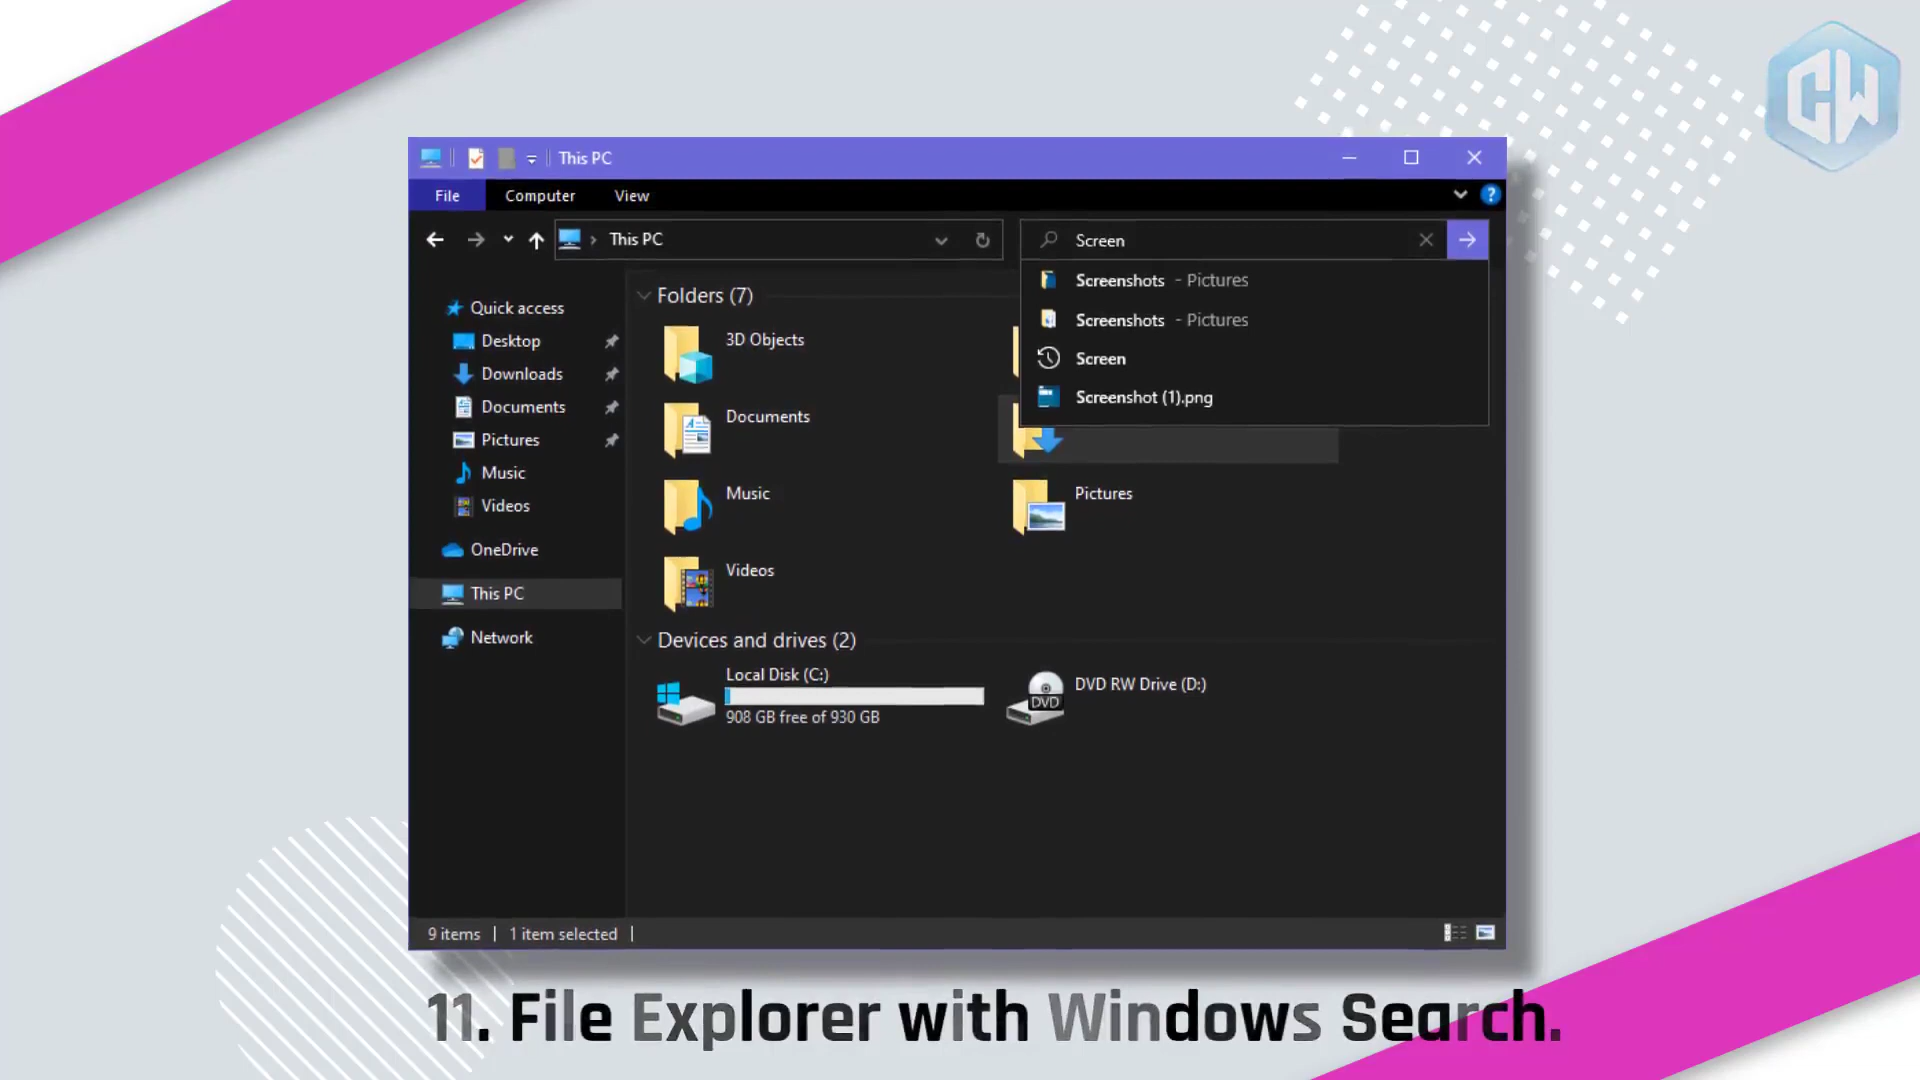 CW
This PC
File Computer View
This PC
Screen
Screenshots - Pictures
Screenshots - Pictures
Screen
Screenshot (1).png
Quick access
Desktop
Downloads
Documents
Pictures
Music
Videos
OneDrive
This PC
Network
Folders (7)
3D Objects
Documents
Music
Pictures
Videos
Devices and drives (2)
Local Disk (C:)
908 GB free of 930 GB
DVD
DVD RW Drive (D:)
9 items 1 item selected
11. File Explorer with Windows Search.